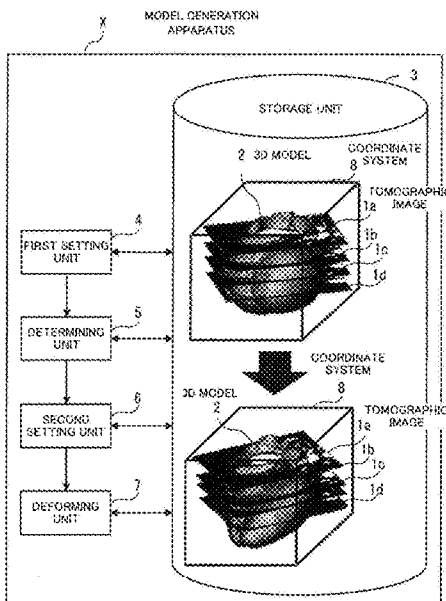 X
MODEL GENERATION
APPARATUS
3
STORAGE UNIT
COORDINATE
SYSTEM
2 3D MODEL
8
TOMOGRAPHIC
IMAGE
1a
1b
1c
1d
4
FIRST SETTING
UNIT
5
DETERMINING
UNIT
COORDINATE
SYSTEM
6
SECOND
SETTING UNIT
3D MODEL
2
8
TOMOGRAPHIC
IMAGE
1a
1b
1c
1d
7
DEFORMING
UNIT